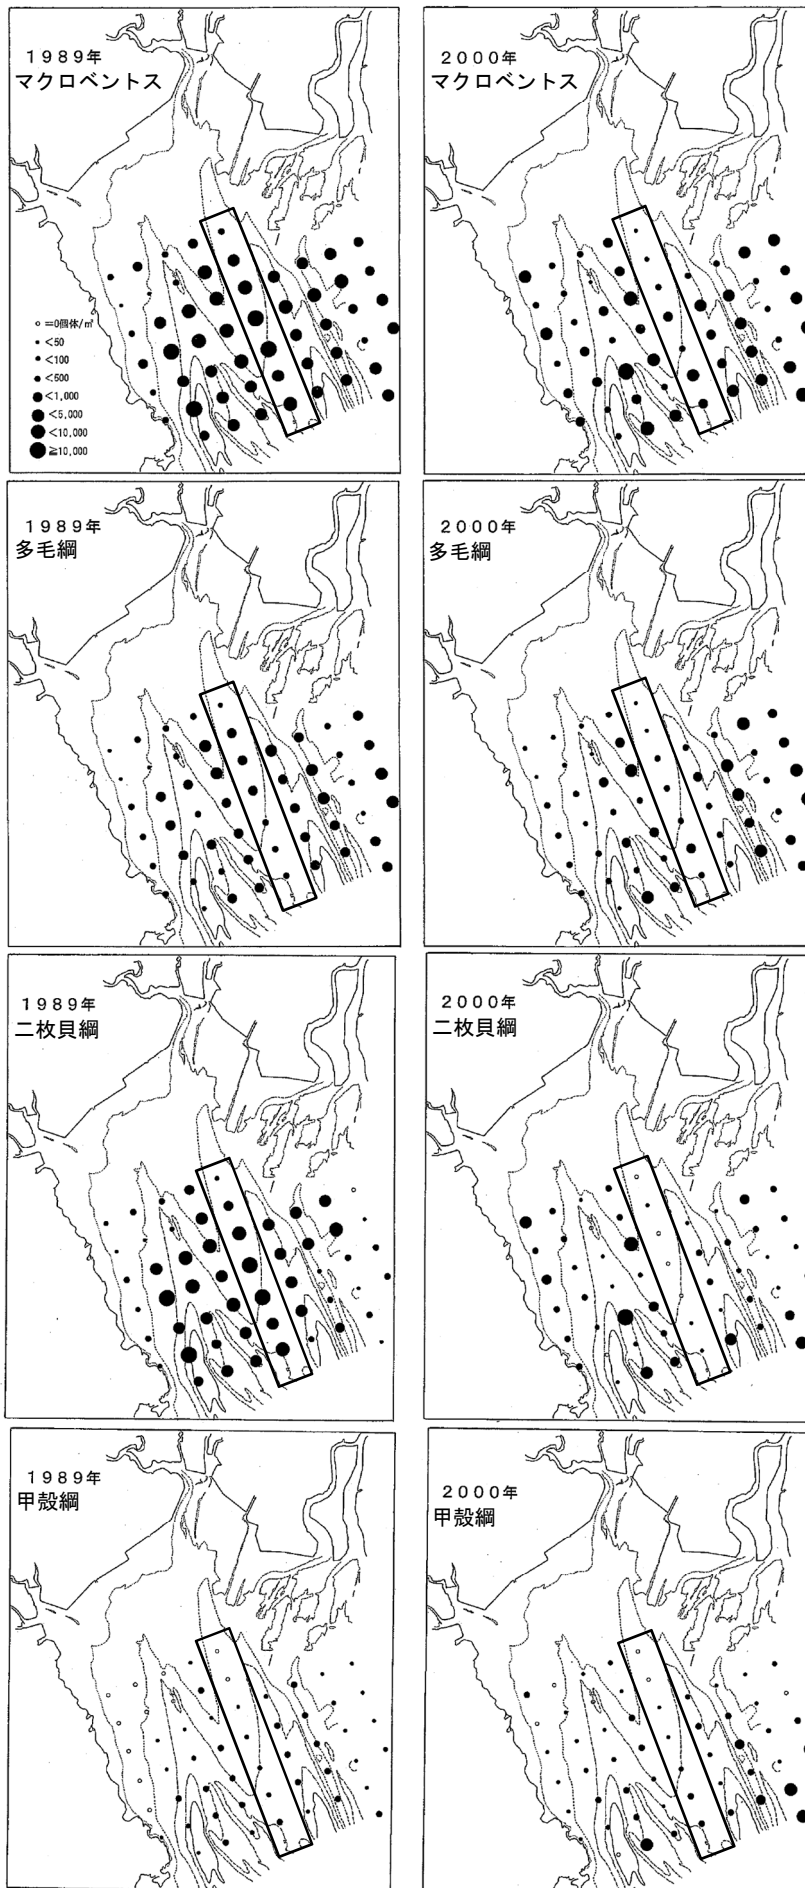 1989年
マクロベントス
○=0個体/㎡
<50
<100
<500
<1,000
<5,000
<10,000
≧10,000
2000年
マクロベントス
1989年
多毛綱
2000年
多毛綱
1989年
二枚貝綱
2000年
二枚貝綱
1989年
甲殻綱
2000年
甲殻綱